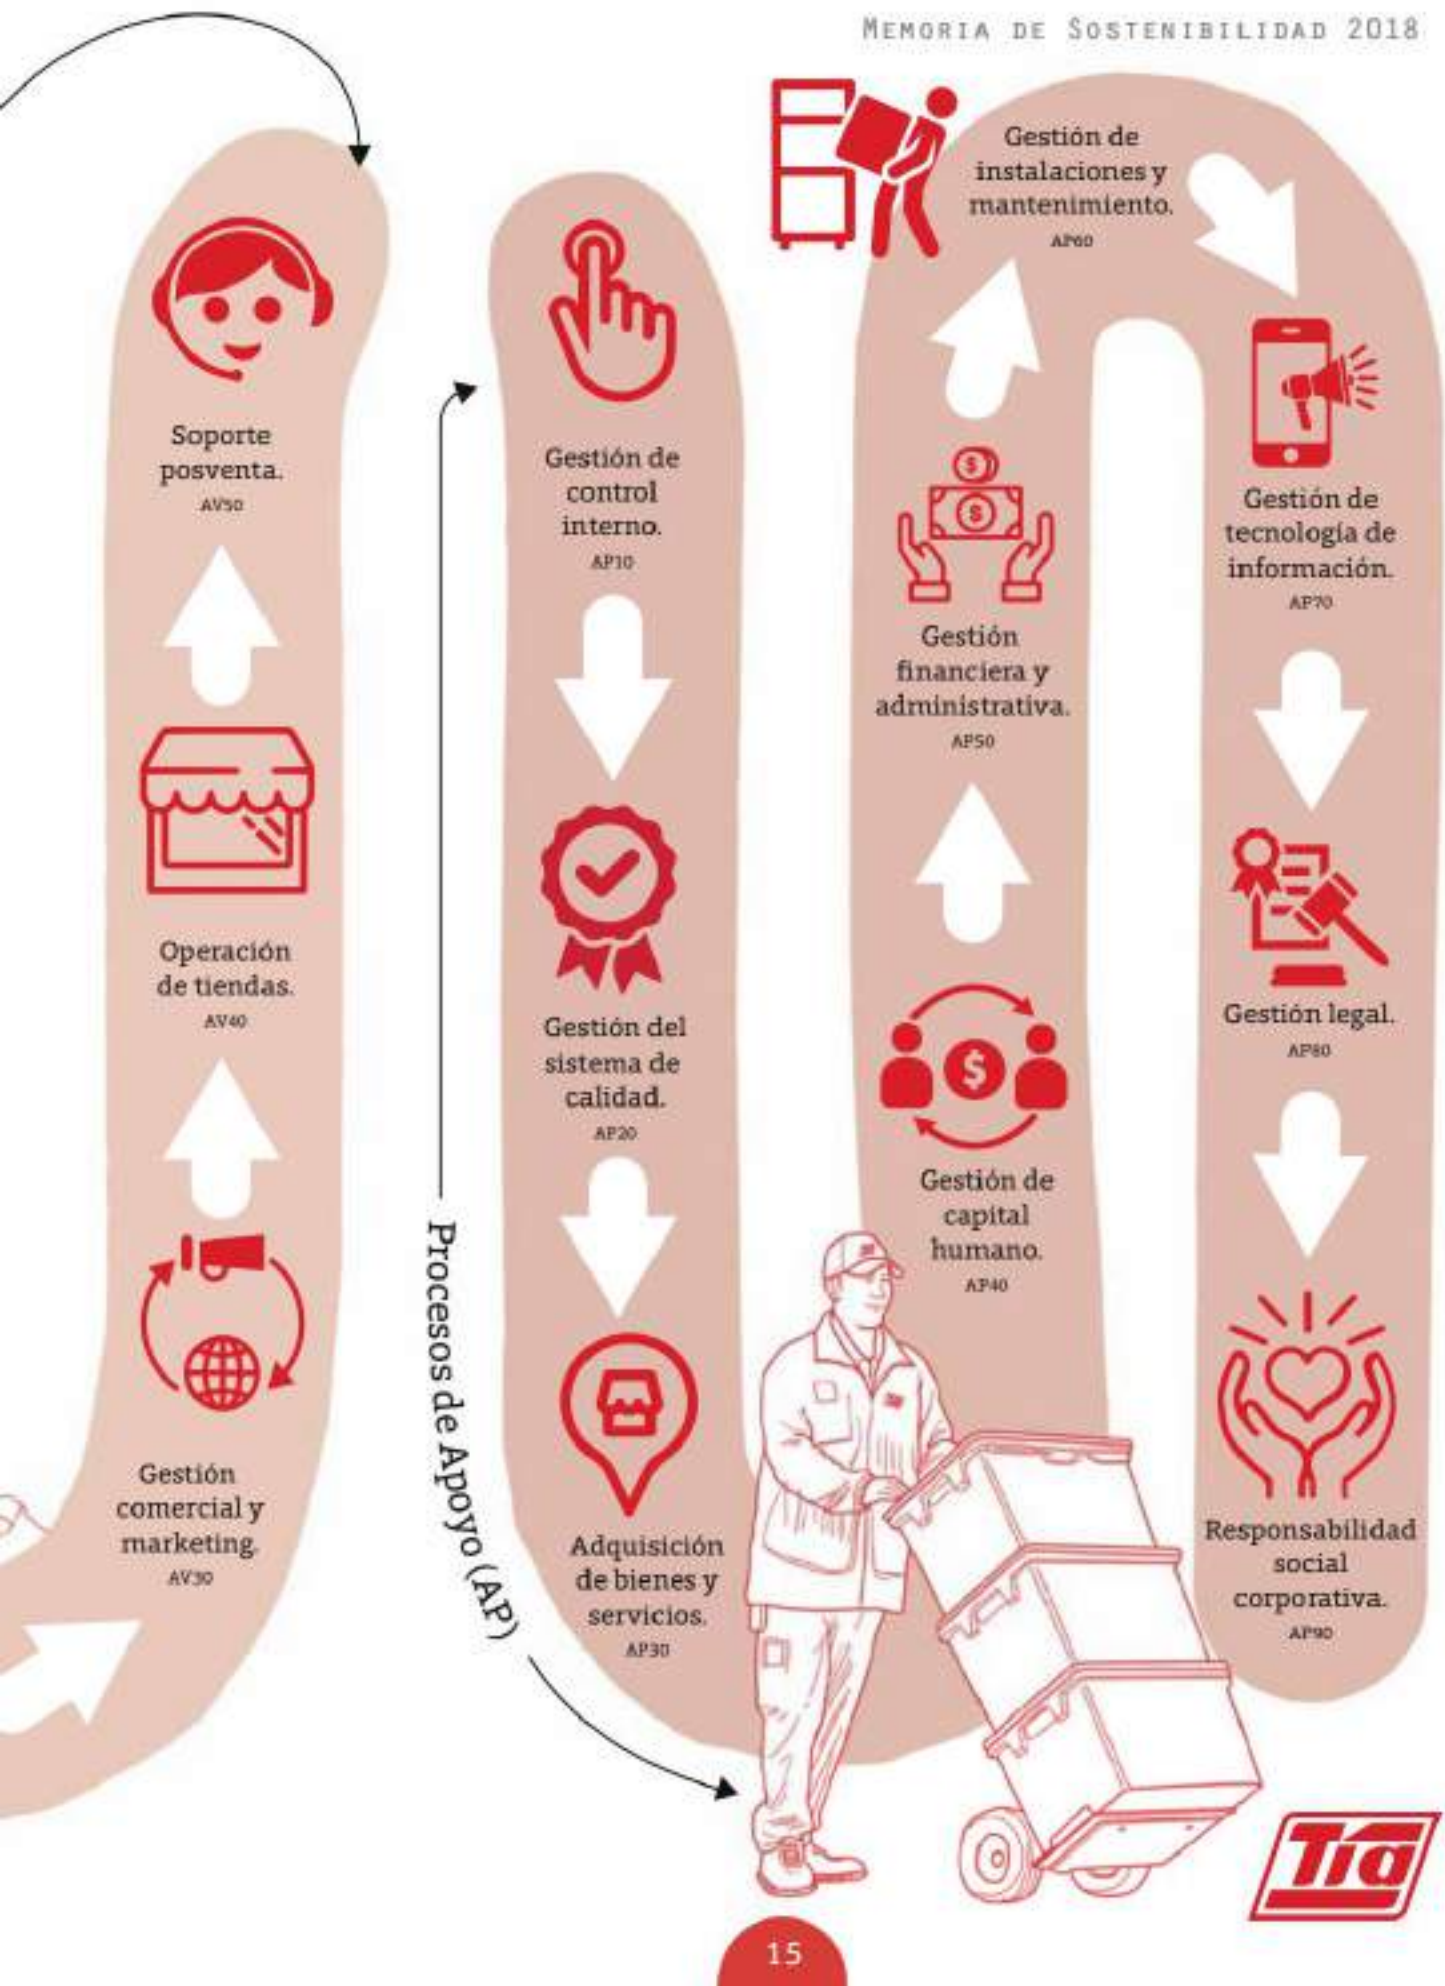 MEMORIA DE SOSTENIBILIDAD 2018
Soporte
posventa.
AV50
Operación
de tiendas.
AV40
Gestión
comercial y
marketing.
AV30
Procesos de Apoyo (AP)
Gestión de
control
interno.
AP10
Gestión del
sistema de
calidad.
AP20
Adquisición
de bienes y
servicios.
AP30
Gestión de
capital
humano.
AP40
Gestión
financiera y
administrativa.
AP50
Gestión de
instalaciones y
mantenimiento.
AP60
Gestión de
tecnología de
información.
AP70
Gestión legal.
AP80
Responsabilidad
social
corporativa.
AP90
Tía
15